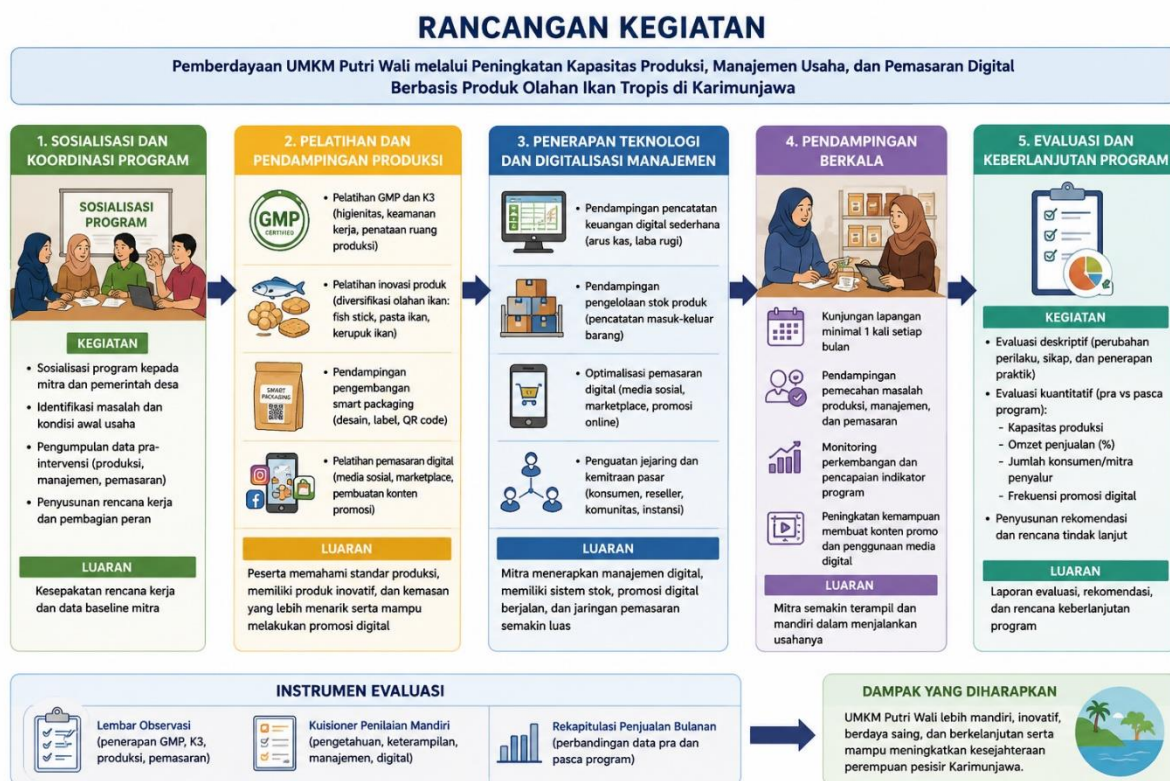 RANCANGAN KEGIATAN
Pemberdayaan UMKM Putri Wali melalui Peningkatan Kapasitas Produksi, Manajemen Usaha, dan Pemasaran Digital
Berbasis Produk Olahan Ikan Tropis di Karimunjawa
1. SOSIALISASI DAN
KOORDINASI PROGRAM
SOSIALISASI
PROGRAM
KEGIATAN
• Sosialisasi program kepada
mitra dan pemerintah desa
• Identifikasi masalah dan
kondisi awal usaha
• Pengumpulan data pra-
intervensi (produksi,
manajemen, pemasaran)
• Penyusunan rencana kerja
dan pembagian peran
LUARAN
Kesepakatan rencana kerja
dan data baseline mitra
2. PELATIHAN DAN
PENDAMPINGAN PRODUKSI
GMP
CERTIFIED
• Pelatihan GMP dan K3
(higienitas, keamanan
kerja, penataan ruang
produksi)
• Pelatihan inovasi produk
(diversifikasi olahan ikan:
fish stick, pasta ikan,
kerupuk ikan)
SMART
PACKAGING
• Pendampingan
pengembangan
smart packaging
(desain, label, QR code)
• Pelatihan pemasaran digital
(media sosial, marketplace,
pembuatan konten
promosi)
LUARAN
Peserta memahami standar produksi,
memiliki produk inovatif, dan kemasan
yang lebih menarik serta mampu
melakukan promosi digital
3. PENERAPAN TEKNOLOGI
DAN DIGITALISASI MANAJEMEN
• Pendampingan pencatatan
keuangan digital sederhana
(arus kas, laba rugi)
• Pendampingan
pengelolaan stok produk
(pencatatan masuk-keluar
barang)
• Optimalisasi pemasaran
digital (media sosial,
marketplace, promosi
online)
• Penguatan jejaring dan
kemitraan pasar
(konsumen, reseller,
komunitas, instansi)
LUARAN
Mitra menerapkan manajemen digital,
memiliki sistem stok, promosi digital
berjalan, dan jaringan pemasaran
semakin luas
4. PENDAMPINGAN
BERKALA
Kunjungan lapangan
minimal 1 kali setiap
bulan
Pendampingan
pemecahan masalah
produksi, manajemen,
dan pemasaran
Monitoring
perkembangan dan
pencapaian indikator
program
Peningkatan kemampuan
membuat konten promo
dan penggunaan media
digital
LUARAN
Mitra semakin terampil dan
mandiri dalam menjalankan
usahanya
5. EVALUASI DAN
KEBERLANJUTAN PROGRAM
KEGIATAN
• Evaluasi deskriptif (perubahan
perilaku, sikap, dan penerapan
praktik)
• Evaluasi kuantitatif (pra vs pasca
program):
- Kapasitas produksi
- Omzet penjualan (%)
- Jumlah konsumen/mitra
penyalur
- Frekuensi promosi digital
• Penyusunan rekomendasi
dan rencana tindak lanjut
LUARAN
Laporan evaluasi, rekomendasi,
dan rencana keberlanjutan
program
INSTRUMEN EVALUASI
Lembar Observasi
(penerapan GMP, K3,
produksi, pemasaran)
Kuisioner Penilaian Mandiri
(pengetahuan, keterampilan,
manajemen, digital)
Rekapitulasi Penjualan Bulanan
(perbandingan data pra dan
pasca program)
DAMPAK YANG DIHARAPKAN
UMKM Putri Wali lebih mandiri, inovatif,
berdaya saing, dan berkelanjutan serta
mampu meningkatkan kesejahteraan
perempuan pesisir Karimunjawa.